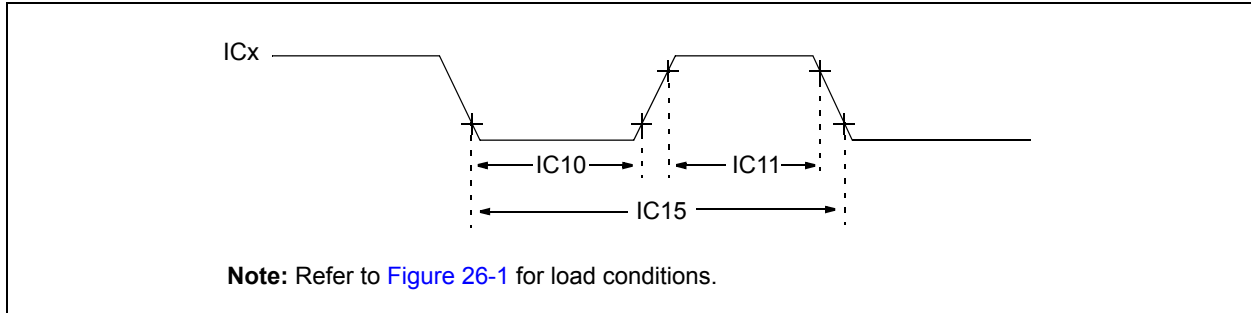 ICx
IC10
IC11
IC15
Note: Refer to Figure 26-1 for load conditions.